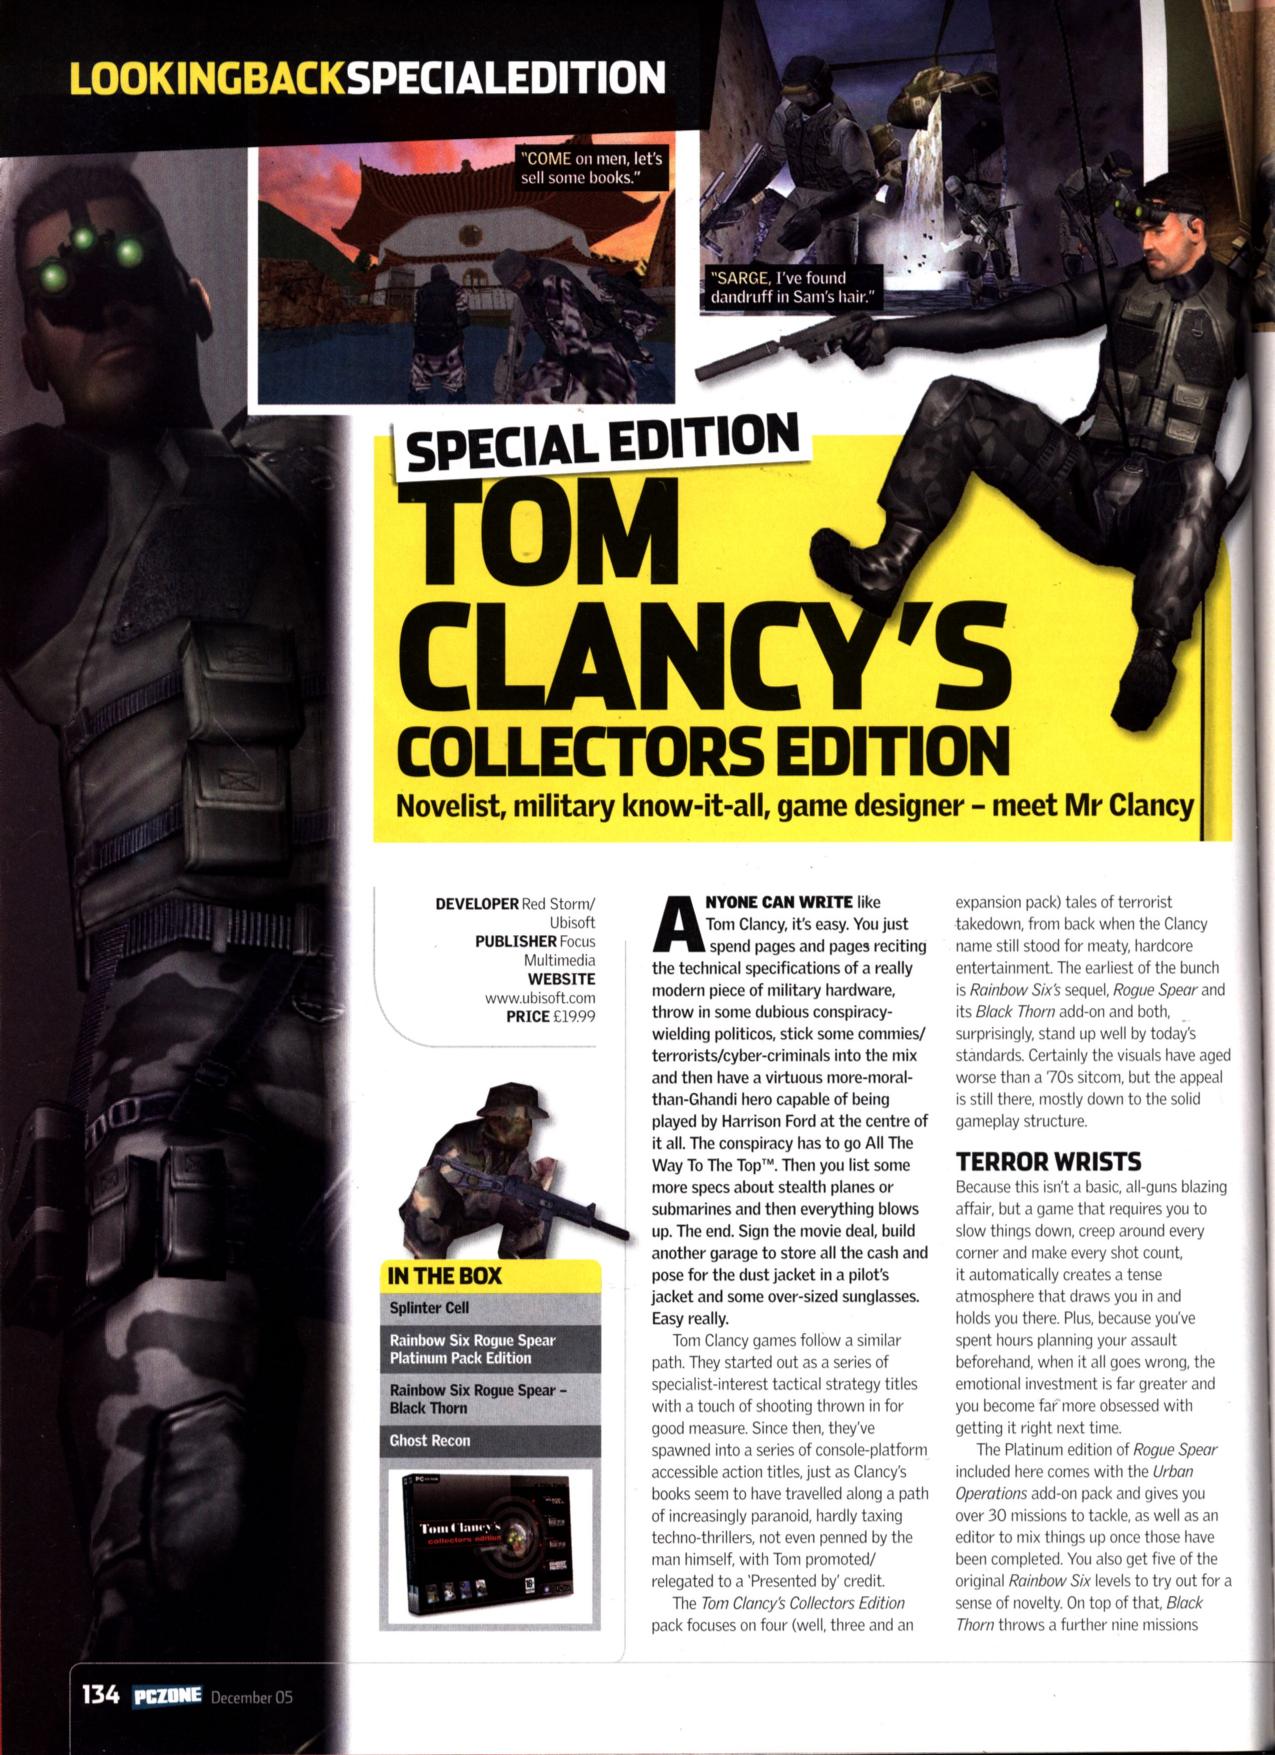 LOOKINGBACKSPECIALEDITION
"COME on men, let's
sell some books."
"SARGE, I've found
dandruff in Sam's hair."
SPECIAL EDITION
TOM
CLANCY'S
COLLECTORS EDITION
Novelist, military know-it-all, game designer – meet Mr Clancy
DEVELOPER Red Storm/
Ubisoft
PUBLISHER Focus
Multimedia
WEBSITE
www.ubisoft.com
PRICE £19.99
IN THE BOX
Splinter Cell
Rainbow Six Rogue Spear
Platinum Pack Edition
Rainbow Six Rogue Spear –
Black Thorn
Ghost Recon
Tom Clancy's
collectors edition
ANYONE CAN WRITE like
Tom Clancy, it's easy. You just
spend pages and pages reciting
the technical specifications of a really
modern piece of military hardware,
throw in some dubious conspiracy-
wielding politicos, stick some commies/
terrorists/cyber-criminals into the mix
and then have a virtuous more-moral-
than-Ghandi hero capable of being
played by Harrison Ford at the centre of
it all. The conspiracy has to go All The
Way To The Top™. Then you list some
more specs about stealth planes or
submarines and then everything blows
up. The end. Sign the movie deal, build
another garage to store all the cash and
pose for the dust jacket in a pilot's
jacket and some over-sized sunglasses.
Easy really.
Tom Clancy games follow a similar
path. They started out as a series of
specialist-interest tactical strategy titles
with a touch of shooting thrown in for
good measure. Since then, they've
spawned into a series of console-platform
accessible action titles, just as Clancy's
books seem to have travelled along a path
of increasingly paranoid, hardly taxing
techno-thrillers, not even penned by the
man himself, with Tom promoted/
relegated to a 'Presented by' credit.
The Tom Clancy's Collectors Edition
pack focuses on four (well, three and an
expansion pack) tales of terrorist
takedown, from back when the Clancy
name still stood for meaty, hardcore
entertainment. The earliest of the bunch
is Rainbow Six's sequel, Rogue Spear and
its Black Thorn add-on and both,
surprisingly, stand up well by today's
standards. Certainly the visuals have aged
worse than a '70s sitcom, but the appeal
is still there, mostly down to the solid
gameplay structure.
TERROR WRISTS
Because this isn't a basic, all-guns blazing
affair, but a game that requires you to
slow things down, creep around every
corner and make every shot count,
it automatically creates a tense
atmosphere that draws you in and
holds you there. Plus, because you've
spent hours planning your assault
beforehand, when it all goes wrong, the
emotional investment is far greater and
you become far more obsessed with
getting it right next time.
The Platinum edition of Rogue Spear
included here comes with the Urban
Operations add-on pack and gives you
over 30 missions to tackle, as well as an
editor to mix things up once those have
been completed. You also get five of the
original Rainbow Six levels to try out for a
sense of novelty. On top of that, Black
Thorn throws a further nine missions
134 PCZONE December 05